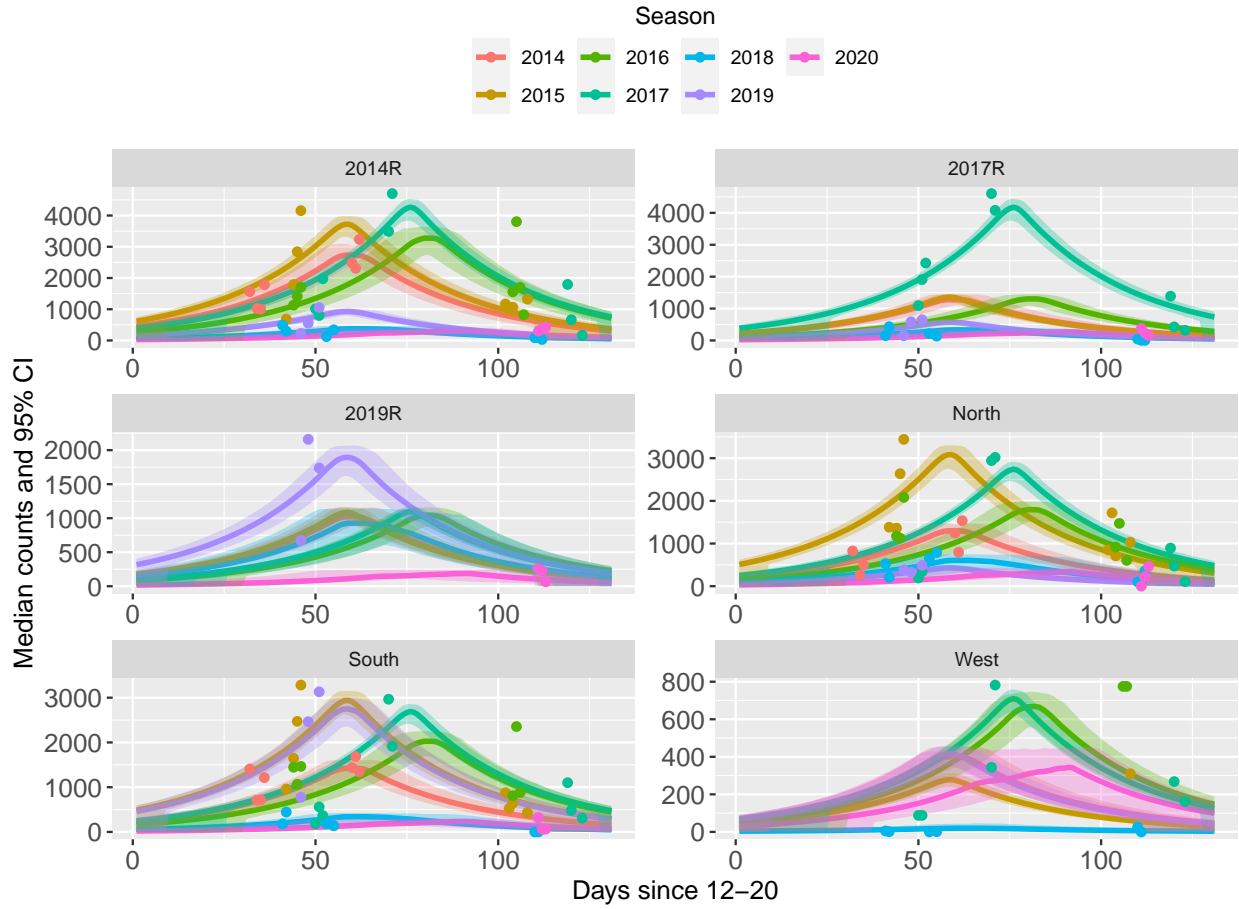 Season
2014 2016 2018 2020
2015 2017 2019
2014R 2017R
4000 4000
3000 3000
2000 2000
1000 1000
0 0
0 50 100 0 50 100
2019R North
2000
1500 3000
1000 2000
500 1000
0 0
0 50 100 0 50 100
South West
3000 800
2000 600
1000 400
0 200
0
0 50 100 0 50 100
Median counts and 95% CI
Days since 12–20